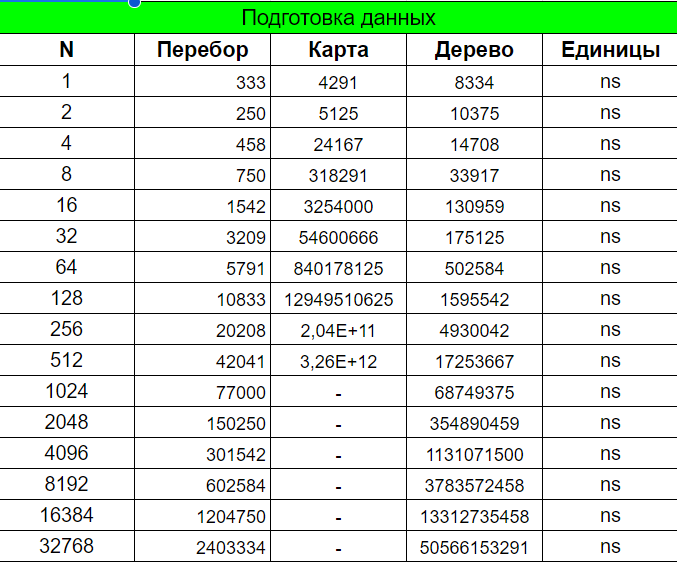 Подготовка данных
N Перебор Карта Дерево Единицы
1 333 4291 8334 ns
2 250 5125 10375 ns
4 458 24167 14708 ns
8 750 318291 33917 ns
16 1542 3254000 130959 ns
32 3209 54600666 175125 ns
64 5791 840178125 502584 ns
128 10833 12949510625 1595542 ns
256 20208 2,04E+11 4930042 ns
512 42041 3,26E+12 17253667 ns
1024 77000 - 68749375 ns
2048 150250 - 354890459 ns
4096 301542 - 1131071500 ns
8192 602584 - 3783572458 ns
16384 1204750 - 13312735458 ns
32768 2403334 - 50566153291 ns